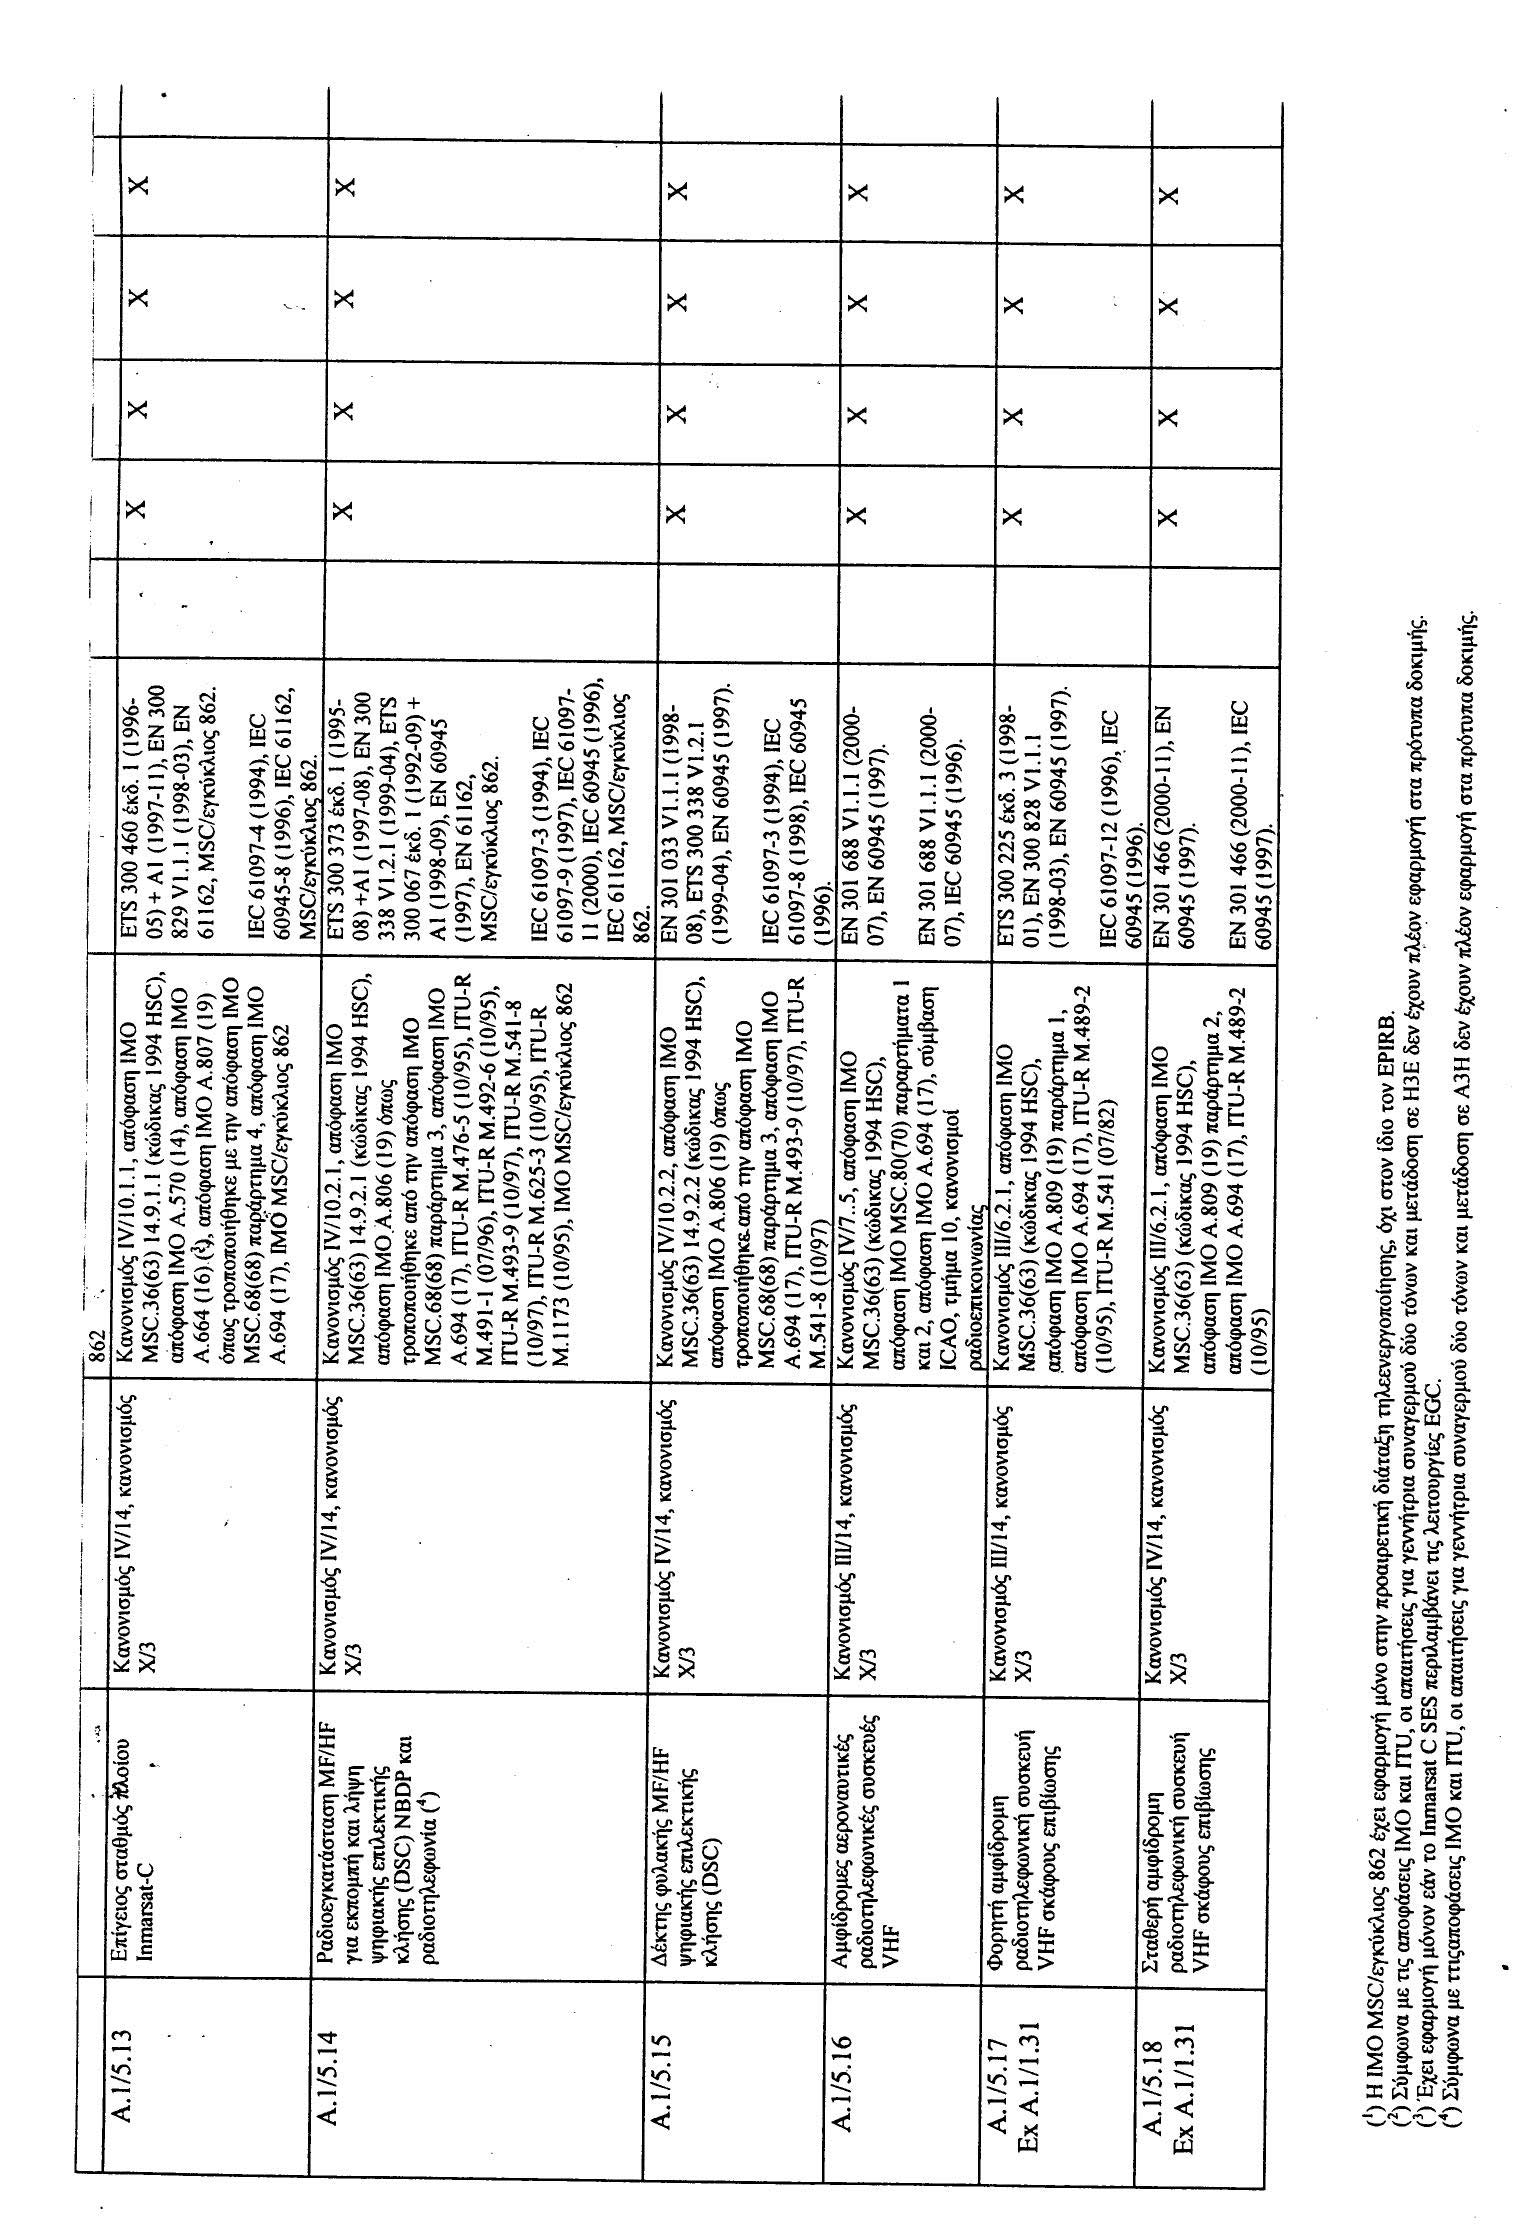 862
A.1/5.13
Επίγειος σταθμός πλοίου
Inmarsat-C
Κανονισμός IV/14, κανονισμός
X/3
Κανονισμός IV/10.1.1, απόφαση IMO
MSC.36(63) 14.9.1.1 (κώδικας 1994 HSC),
απόφαση IMO A.570 (14), απόφαση IMO
A.664 (16) (³), απόφαση IMO A.807 (19)
όπως τροποποιήθηκε με την απόφαση IMO
MSC.68(68) παράρτημα 4, απόφαση IMO
A.694 (17), IMO MSC/εγκύκλιος 862
ETS 300 460 έκδ. 1 (1996-
05) + A1 (1997-11), EN 300
829 V1.1.1 (1998-03), EN
61162, MSC/εγκύκλιος 862.
IEC 61097-4 (1994), IEC
60945-8 (1996), IEC 61162,
MSC/εγκύκλιος 862.
X
X
X
X
A.1/5.14
Ραδιοεγκατάσταση MF/HF
για εκπομπή και λήψη
ψηφιακής επιλεκτικής
κλήσης (DSC) NBDP και
ραδιοτηλεφωνία (⁴)
Κανονισμός IV/14, κανονισμός
X/3
Κανονισμός IV/10.2.1, απόφαση IMO
MSC.36(63) 14.9.2.1 (κώδικας 1994 HSC),
απόφαση IMO A.806 (19) όπως
τροποποιήθηκε από την απόφαση IMO
MSC.68(68) παράρτημα 3, απόφαση IMO
A.694 (17), ITU-R M.476-5 (10/95), ITU-R
M.491-1 (07/96), ITU-R M.492-6 (10/95),
ITU-R M.493-9 (10/97), ITU-R M.541-8
(10/97), ITU-R M.625-3 (10/95), ITU-R
M.1173 (10/95), IMO MSC/εγκύκλιος 862
ETS 300 373 έκδ. 1 (1995-
08) +A1 (1997-08), EN 300
338 V1.2.1 (1999-04), ETS
300 067 έκδ. 1 (1992-09) +
A1 (1998-09), EN 60945
(1997), EN 61162,
MSC/εγκύκλιος 862.
IEC 61097-3 (1994), IEC
61097-9 (1997), IEC 61097-
11 (2000), IEC 60945 (1996),
IEC 61162, MSC/εγκύκλιος
862.
X
X
X
X
A.1/5.15
Δέκτης φυλακής MF/HF
ψηφιακής επιλεκτικής
κλήσης (DSC)
Κανονισμός IV/14, κανονισμός
X/3
Κανονισμός IV/10.2.2, απόφαση IMO
MSC.36(63) 14.9.2.2 (κώδικας 1994 HSC),
απόφαση IMO A.806 (19) όπως
τροποποιήθηκε από την απόφαση IMO
MSC.68(68) παράρτημα 3, απόφαση IMO
A.694 (17), ITU-R M.493-9 (10/97), ITU-R
M.541-8 (10/97)
EN 301 033 V1.1.1 (1998-
08), ETS 300 338 V1.2.1
(1999-04), EN 60945 (1997).
IEC 61097-3 (1994), IEC
61097-8 (1998), IEC 60945
(1996).
X
X
X
X
A.1/5.16
Αμφίδρομες αεροναυτικές
ραδιοτηλεφωνικές συσκευές
VHF
Κανονισμός III/14, κανονισμός
X/3
Κανονισμός IV/7..5, απόφαση IMO
MSC.36(63) (κώδικας 1994 HSC),
απόφαση IMO MSC.80(70) παραρτήματα 1
και 2, απόφαση IMO A.694 (17), σύμβαση
ICAO, τμήμα 10, κανονισμοί
ραδιοεπικοινωνίας
EN 301 688 V1.1.1 (2000-
07), EN 60945 (1997).
EN 301 688 V1.1.1 (2000-
07), IEC 60945 (1996).
X
X
X
X
A.1/5.17
Ex A.1/1.31
Φορητή αμφίδρομη
ραδιοτηλεφωνική συσκευή
VHF σκάφους επιβίωσης
Κανονισμός III/14, κανονισμός
X/3
Κανονισμός III/6.2.1, απόφαση IMO
MSC.36(63) (κώδικας 1994 HSC),
απόφαση IMO A.809 (19) παράρτημα 1,
απόφαση IMO A.694 (17), ITU-R M.489-2
(10/95), ITU-R M.541 (07/82)
ETS 300 225 έκδ. 3 (1998-
01), EN 300 828 V1.1.1
(1998-03), EN 60945 (1997).
IEC 61097-12 (1996), IEC
60945 (1996).
X
X
X
X
A.1/5.18
Ex A.1/1.31
Σταθερή αμφίδρομη
ραδιοτηλεφωνική συσκευή
VHF σκάφους επιβίωσης
Κανονισμός IV/14, κανονισμός
X/3
Κανονισμός III/6.2.1, απόφαση IMO
MSC.36(63) (κώδικας 1994 HSC),
απόφαση IMO A.809 (19) παράρτημα 2,
απόφαση IMO A.694 (17), ITU-R M.489-2
(10/95)
EN 301 466 (2000-11), EN
60945 (1997).
EN 301 466 (2000-11), IEC
60945 (1997).
X
X
X
X
(¹) Η IMO MSC/εγκύκλιος 862 έχει εφαρμογή μόνο στην προαιρετική διάταξη τηλεενεργοποίησης, όχι στον ίδιο τον EPIRB.
(²) Σύμφωνα με τις αποφάσεις IMO και ITU, οι απαιτήσεις για γεννήτρια συναγερμού δύο τόνων και μετάδοση σε H3E δεν έχουν πλέον εφαρμογή στα πρότυπα δοκιμής.
(³) Έχει εφαρμογή μόνον εάν το Inmarsat C SES περιλαμβάνει τις λειτουργίες EGC.
(⁴) Σύμφωνα με ττιςαποφάσεις IMO και ITU, οι απαιτήσεις για γεννήτρια συναγερμού δύο τόνων και μετάδοση σε A3H δεν έχουν πλέον εφαρμογή στα πρότυπα δοκιμής.